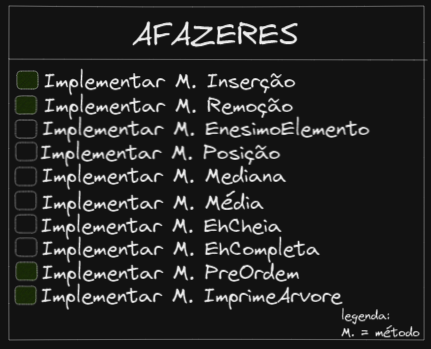 AFAZERES
Implementar M. Inserção
Implementar M. Remoção
Implementar M. EnesimoElemento
Implementar M. Posição
Implementar M. Mediana
Implementar M. Média
Implementar M. EhCheia
Implementar M. EhCompleta
Implementar M. PreOrdem
Implementar M. ImprimeArvore
legenda:
M. = método